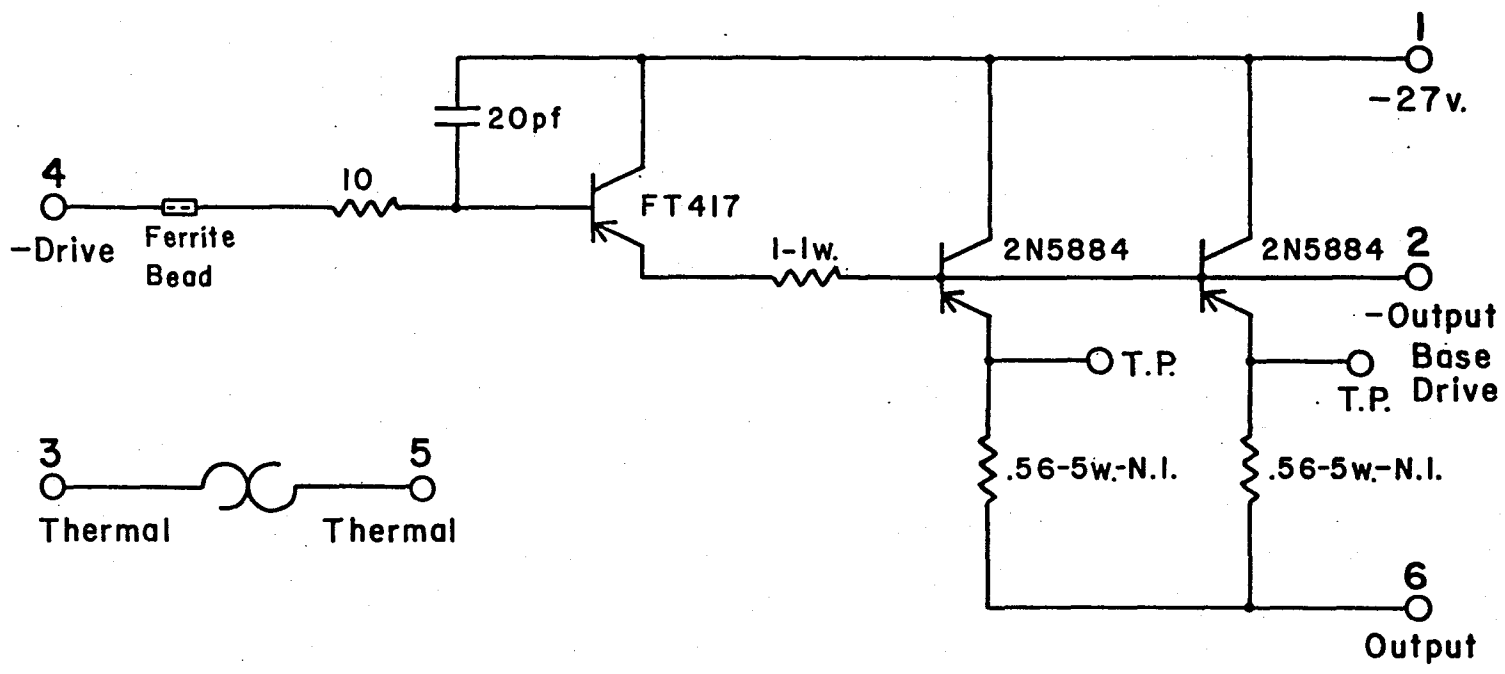 1
-27v.
20pf
4
-Drive
Ferrite
Bead
10
FT417
1-1w.
2N5884
2N5884
2
-Output
Base
Drive
T.P.
T.P.
3
Thermal
5
Thermal
.56-5w.-N.I.
.56-5w.-N.I.
6
Output